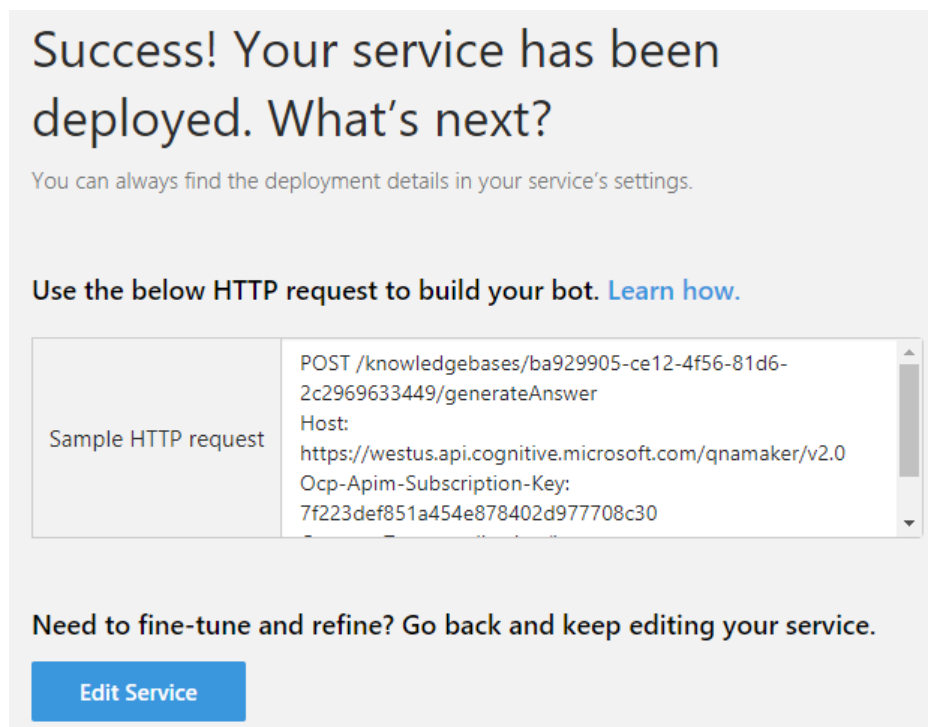 Success! Your service has been
deployed. What's next?
You can always find the deployment details in your service's settings.
Use the below HTTP request to build your bot. Learn how.
Sample HTTP request
POST /knowledgebases/ba929905-ce12-4f56-81d6-
2c2969633449/generateAnswer
Host:
https://westus.api.cognitive.microsoft.com/qnamaker/v2.0
Ocp-Apim-Subscription-Key:
7f223def851a454e878402d977708c30
Need to fine-tune and refine? Go back and keep editing your service.
Edit Service